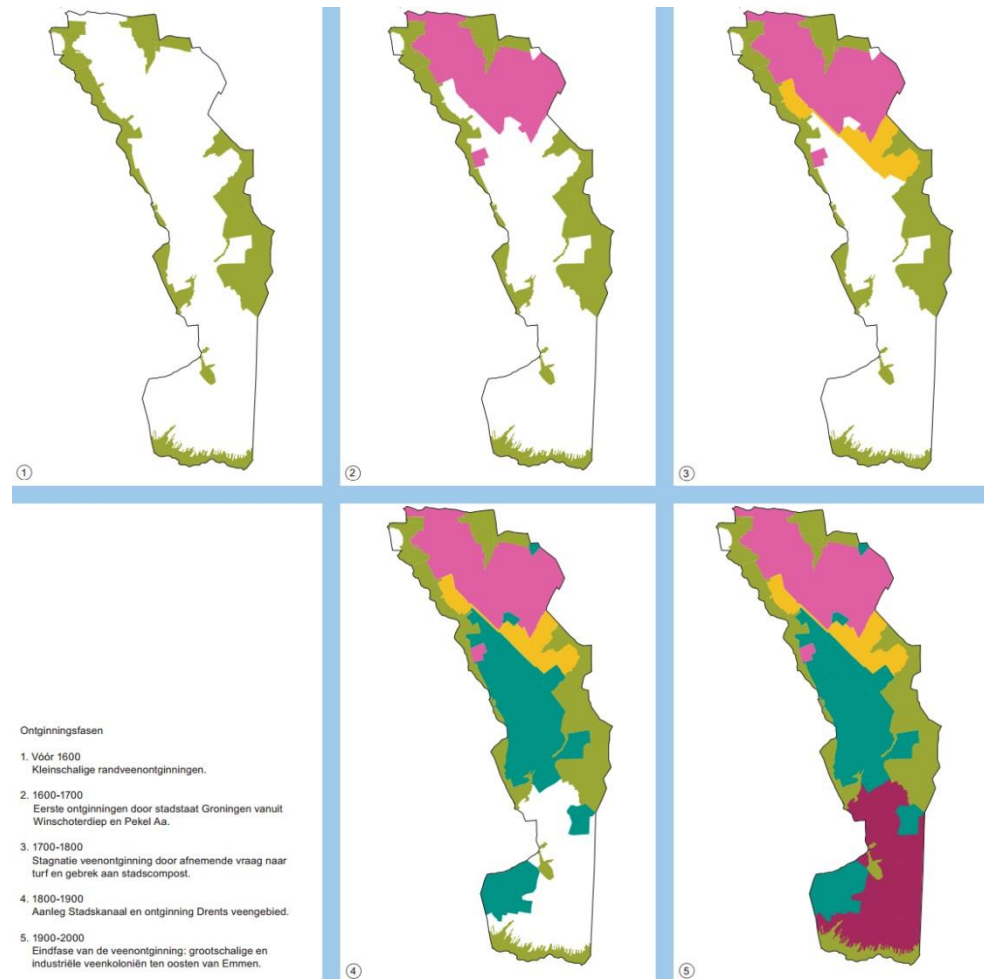 1
2
3
Ontginningsfasen
1. Vóór 1600
Kleinschalige randveenontginningen.
2. 1600-1700
Eerste ontginningen door stadstaat Groningen vanuit
Winschoterdiep en Pekel Aa.
3. 1700-1800
Stagnatie veenontginning door afnemende vraag naar
turf en gebrek aan stadscompost.
4. 1800-1900
Aanleg Stadskanaal en ontginning Drents veengebied.
5. 1900-2000
Eindfase van de veenontginning: grootschalige en
industriële veenkoloniën ten oosten van Emmen.
4
5